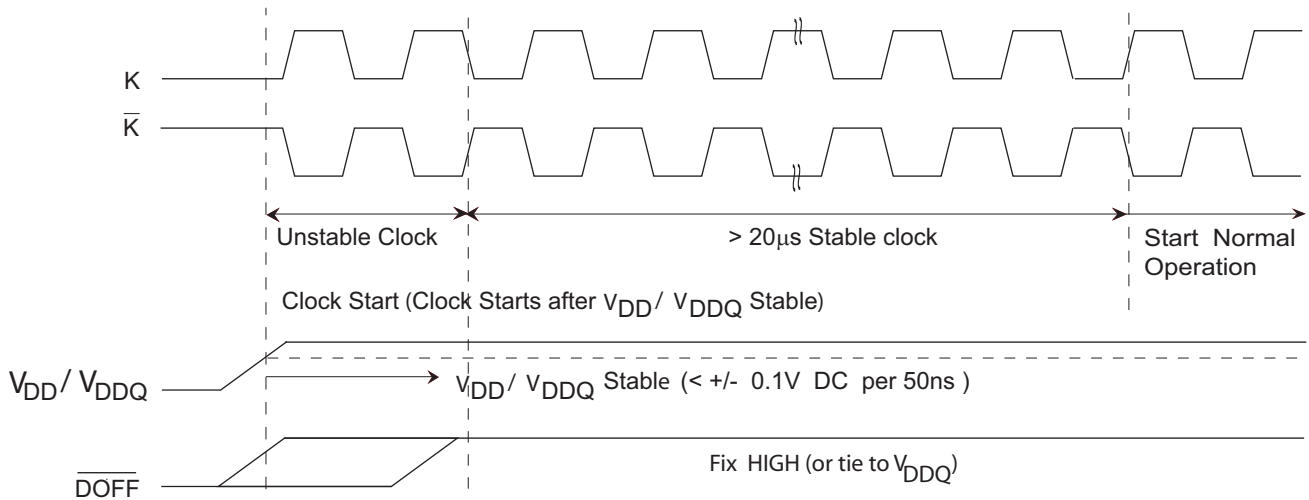 K
K̅
Unstable Clock
> 20μs Stable clock
Start Normal
Operation
Clock Start (Clock Starts after VDD / VDDQ Stable)
VDD / VDDQ
VDD / VDDQ Stable (< +/- 0.1V DC per 50ns )
D̅O̅F̅F̅
Fix HIGH (or tie to VDDQ)